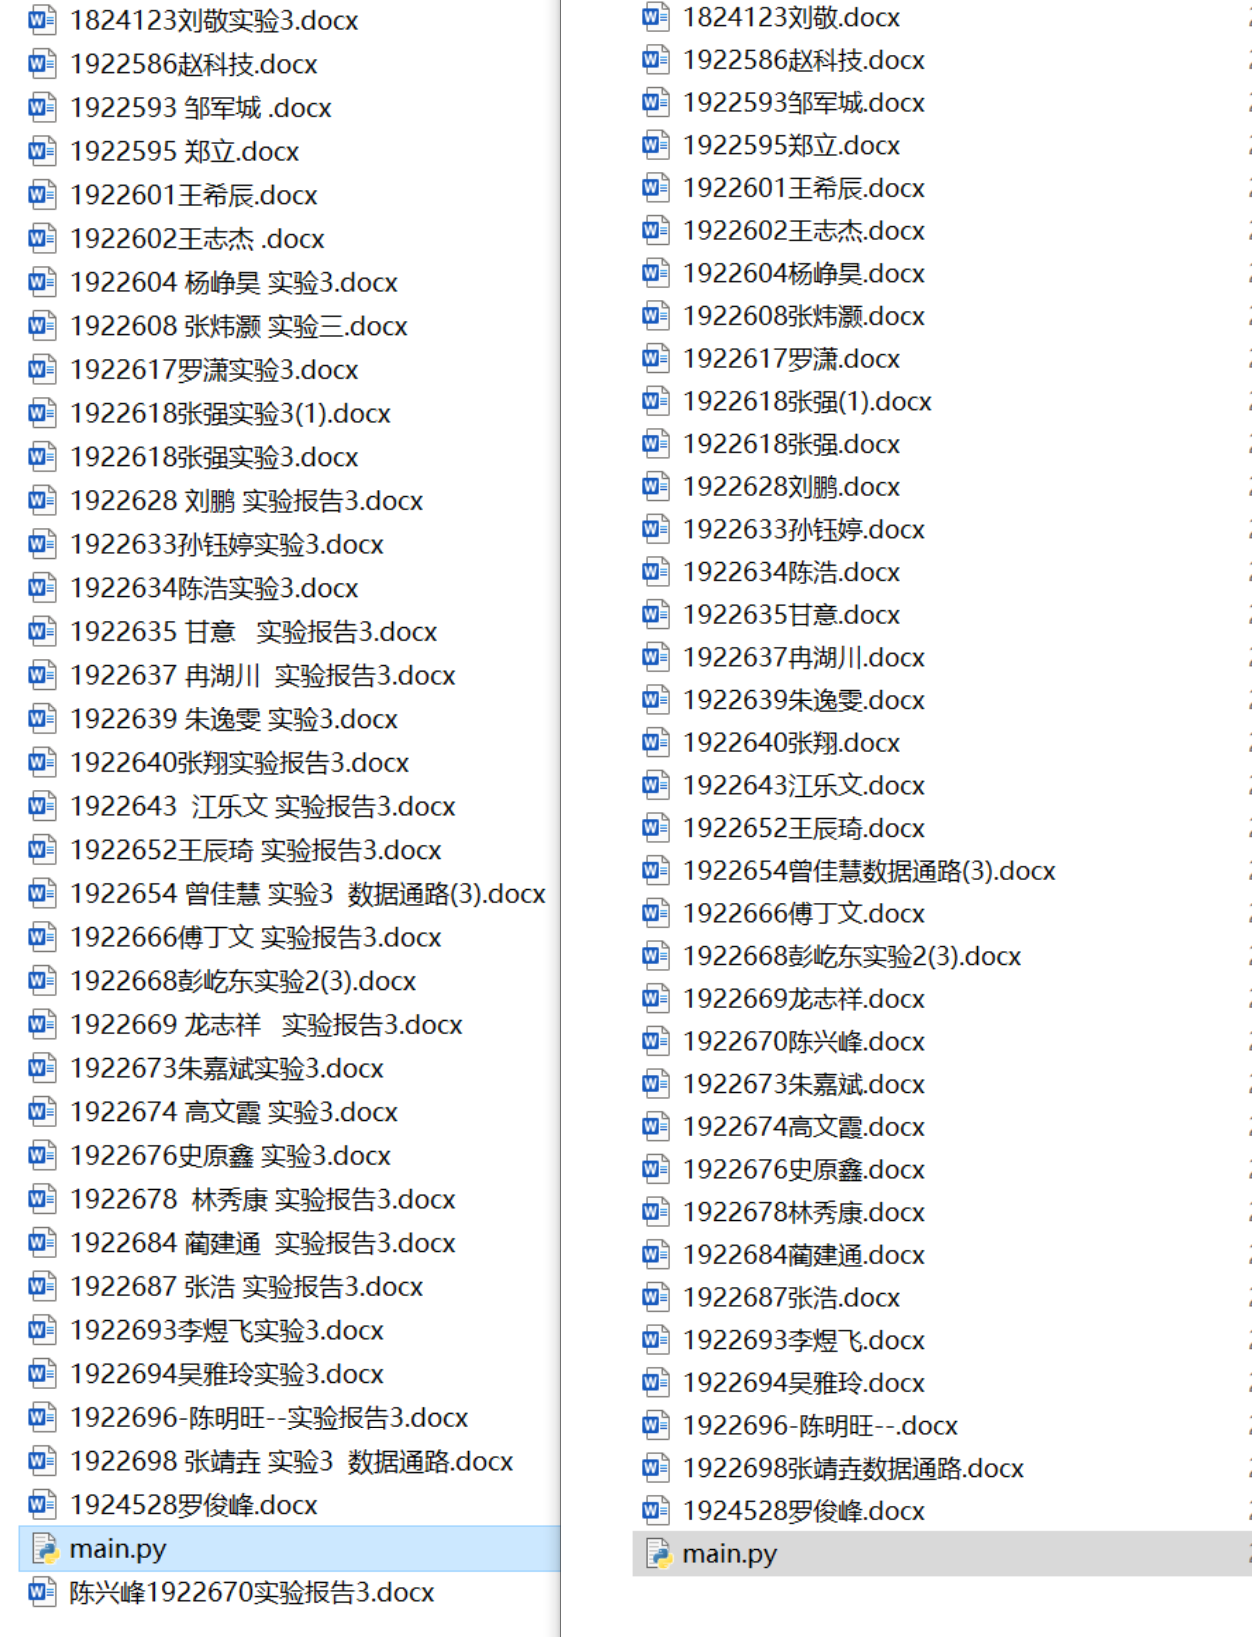 1824123刘敬实验3.docx
1922586赵科技.docx
1922593 邹军城 .docx
1922595 郑立.docx
1922601王希辰.docx
1922602王志杰 .docx
1922604 杨峥昊 实验3.docx
1922608 张炜灏 实验三.docx
1922617罗潇实验3.docx
1922618张强实验3(1).docx
1922618张强实验3.docx
1922628 刘鹏 实验报告3.docx
1922633孙钰婷实验3.docx
1922634陈浩实验3.docx
1922635 甘意   实验报告3.docx
1922637 冉湖川  实验报告3.docx
1922639 朱逸雯 实验3.docx
1922640张翔实验报告3.docx
1922643  江乐文 实验报告3.docx
1922652王辰琦 实验报告3.docx
1922654 曾佳慧 实验3  数据通路(3).docx
1922666傅丁文 实验报告3.docx
1922668彭屹东实验2(3).docx
1922669 龙志祥   实验报告3.docx
1922673朱嘉斌实验3.docx
1922674 高文霞 实验3.docx
1922676史原鑫 实验3.docx
1922678  林秀康 实验报告3.docx
1922684 蔺建通  实验报告3.docx
1922687 张浩 实验报告3.docx
1922693李煜飞实验3.docx
1922694吴雅玲实验3.docx
1922696-陈明旺--实验报告3.docx
1922698 张靖垚 实验3  数据通路.docx
1924528罗俊峰.docx
main.py
陈兴峰1922670实验报告3.docx
1824123刘敬.docx
1922586赵科技.docx
1922593邹军城.docx
1922595郑立.docx
1922601王希辰.docx
1922602王志杰.docx
1922604杨峥昊.docx
1922608张炜灏.docx
1922617罗潇.docx
1922618张强(1).docx
1922618张强.docx
1922628刘鹏.docx
1922633孙钰婷.docx
1922634陈浩.docx
1922635甘意.docx
1922637冉湖川.docx
1922639朱逸雯.docx
1922640张翔.docx
1922643江乐文.docx
1922652王辰琦.docx
1922654曾佳慧数据通路(3).docx
1922666傅丁文.docx
1922668彭屹东实验2(3).docx
1922669龙志祥.docx
1922670陈兴峰.docx
1922673朱嘉斌.docx
1922674高文霞.docx
1922676史原鑫.docx
1922678林秀康.docx
1922684蔺建通.docx
1922687张浩.docx
1922693李煜飞.docx
1922694吴雅玲.docx
1922696-陈明旺--.docx
1922698张靖垚数据通路.docx
1924528罗俊峰.docx
main.py